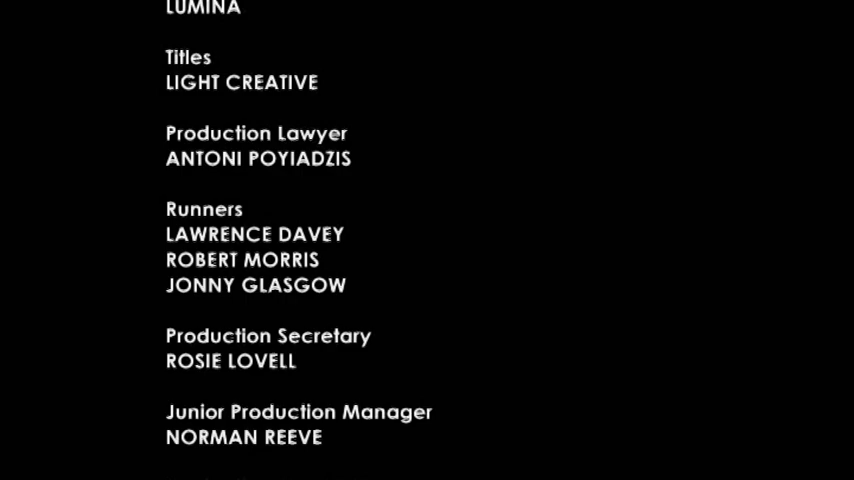 LUMINA
Titles
LIGHT CREATIVE
Production Lawyer
ANTONI POYIADZIS
Runners
LAWRENCE DAVEY
ROBERT MORRIS
JONNY GLASGOW
Production Secretary
ROSIE LOVELL
Junior Production Manager
NORMAN REEVE